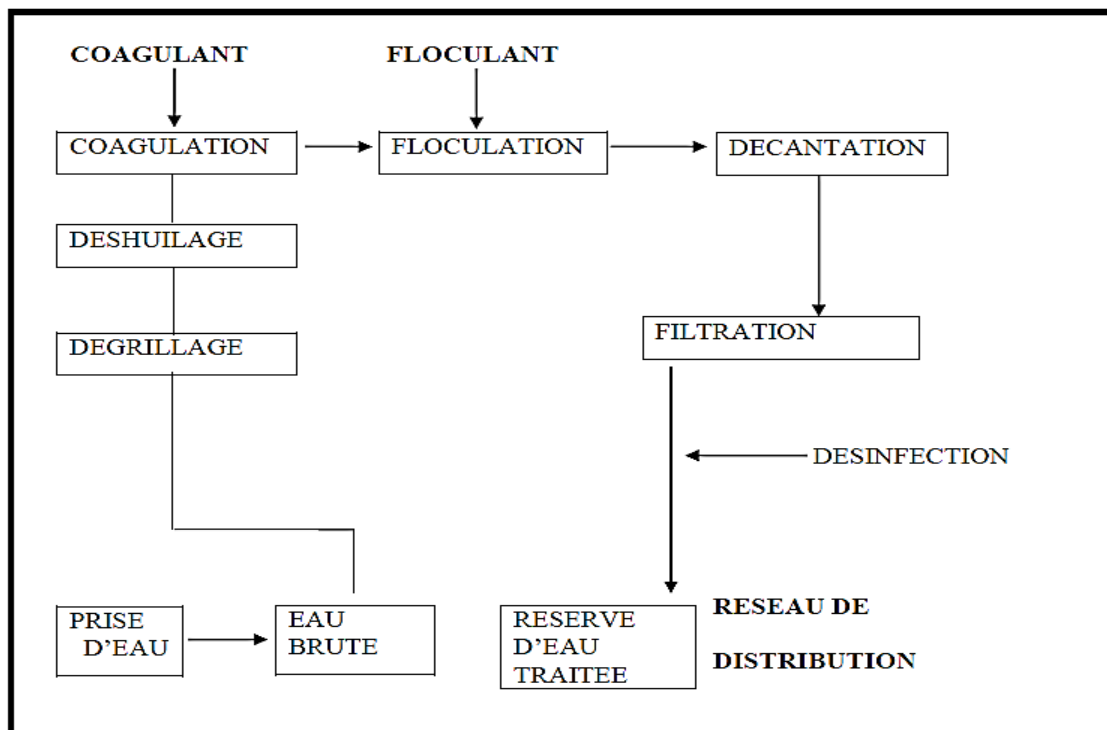 COAGULANT
FLOCULANT
COAGULATION
FLOCULATION
DECANTATION
DESHUILAGE
DEGRILLAGE
FILTRATION
DESINFECTION
PRISE
D'EAU
EAU
BRUTE
RESERVE
D'EAU
TRAITEE
RESEAU DE
DISTRIBUTION